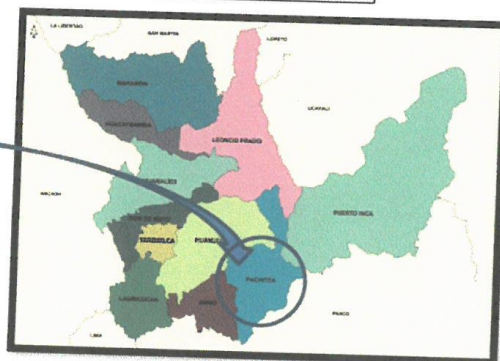 LA LIBERTAD
SAN MARTIN
LORETO
MARAÑON
UCAYALI
HUACAYBAMBA
LEONCIO PRADO
ANCASH
PUERTO INCA
YAROWILCA
PACHITEA
LAURICOCHA
AMBO
PASCO
LIMA